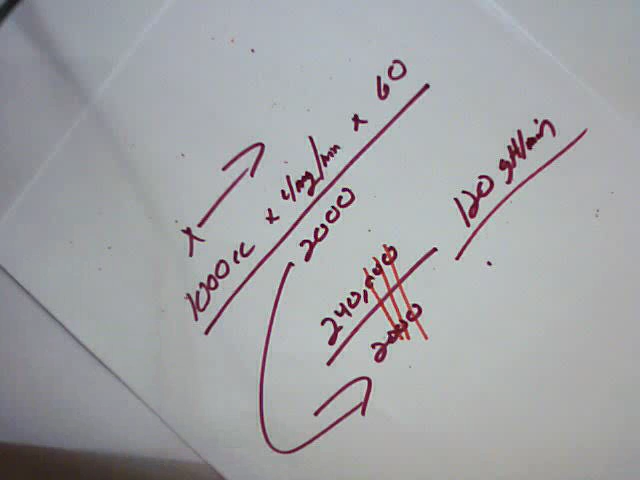 x →
1000cc x 4mg/min x 60
2000
240,000
2000
120 gtt/min